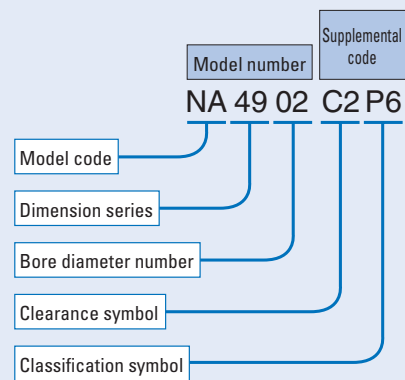 Supplemental
code
Model number
NA 49 02 C2 P6
Model code
Dimension series
Bore diameter number
Clearance symbol
Classification symbol